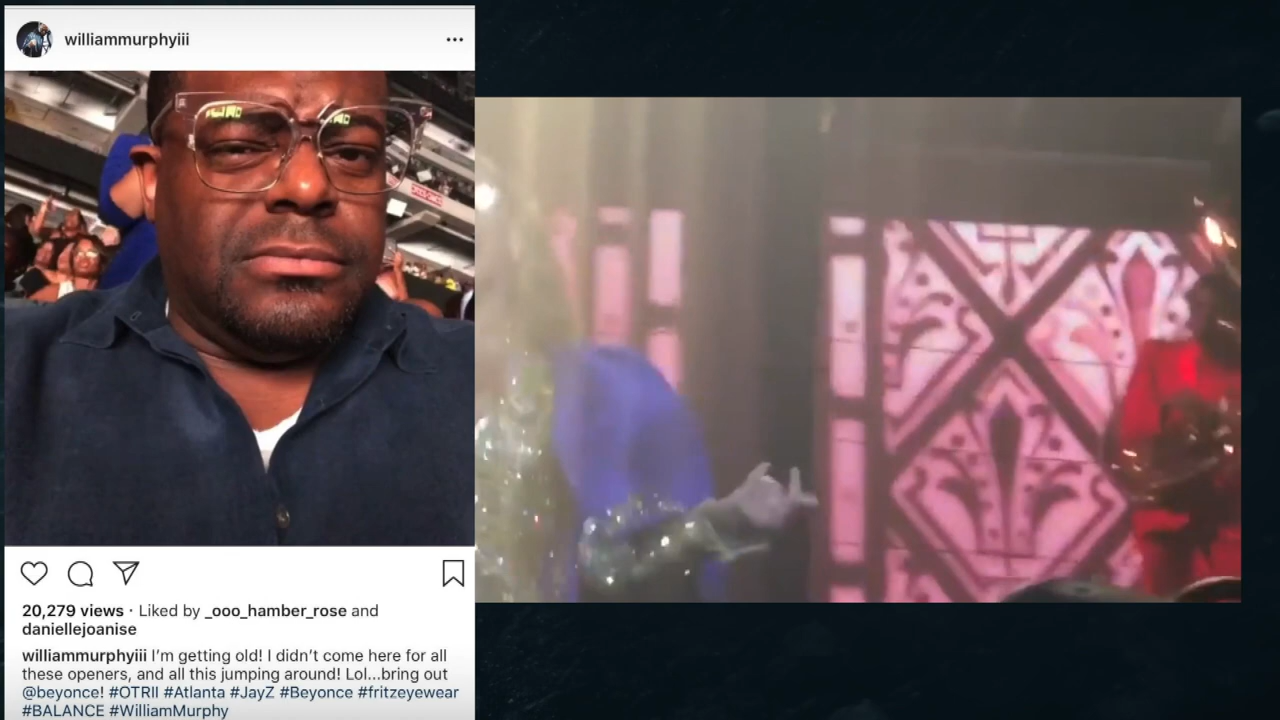 williammurphyiii
20,279 views · Liked by _ooo_hamber_rose and
daniellejoanise
williammurphyiii I'm getting old! I didn't come here for all
these openers, and all this jumping around! Lol...bring out
@beyonce! #OTRII #Atlanta #JayZ #Beyonce #fritzeyewear
#BALANCE #WilliamMurphy